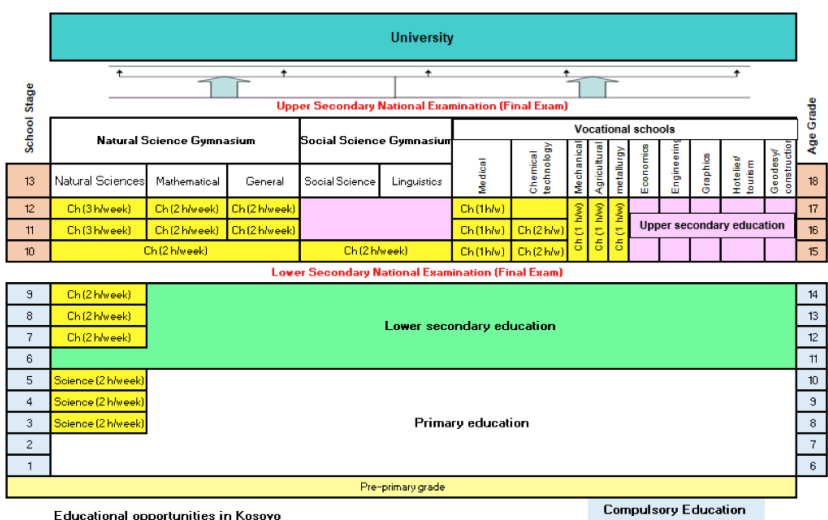 University
School Stage
Age Grade
Upper Secondary National Examination (Final Exam)
Natural Science Gymnasium
Social Science Gymnasium
Vocational schools
13
Natural Sciences
Mathematical
General
Social Science
Linguistics
Medical
Chemical technology
Mechanical
Agricultural
metallurgy
Economics
Engineering
Graphics
Hotelier/ tourism
Geodesy/ construction
18
12
Ch (3 h/week)
Ch (2 h/week)
Ch (2 h/week)
Ch (1h/w)
Ch (1 h/w)
Ch (1 h/w)
Ch (1 h/w)
17
11
Ch (3 h/week)
Ch (2 h/week)
Ch (2 h/week)
Ch (1h/w)
Ch (2 h/w)
Upper secondary education
16
10
Ch (2 h/week)
Ch (2 h/week)
Ch (1h/w)
Ch (2 h/w)
15
Lower Secondary National Examination (Final Exam)
9
Ch (2 h/week)
14
8
Ch (2 h/week)
Lower secondary education
13
7
Ch (2 h/week)
12
6
11
5
Science (2 h/week)
10
4
Science (2 h/week)
9
3
Science (2 h/week)
Primary education
8
2
7
1
6
Pre-primary grade
Educational opportunities in Kosovo
Compulsory Education